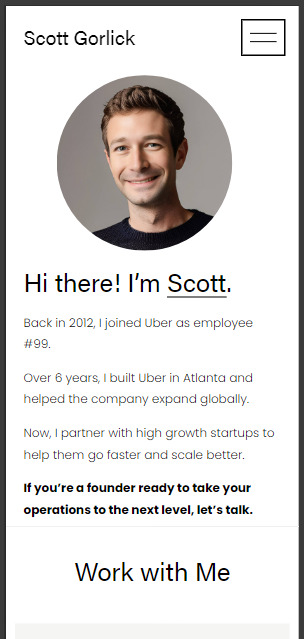 Scott Gorlick
Hi there! I’m Scott.
Back in 2012, I joined Uber as employee
#99.
Over 6 years, I built Uber in Atlanta and
helped the company expand globally.
Now, I partner with high growth startups to
help them go faster and scale better.
If you’re a founder ready to take your
operations to the next level, let’s talk.
Work with Me